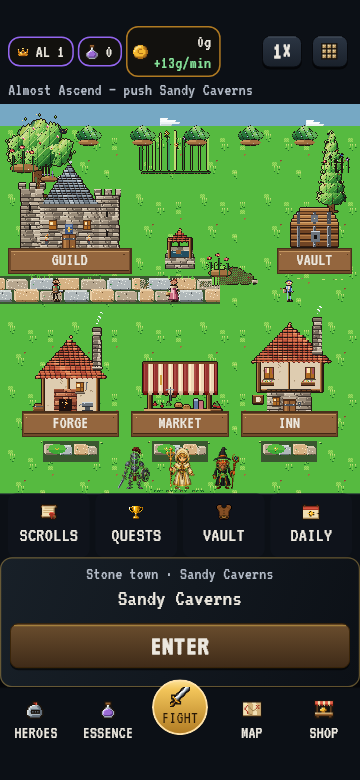 AL 1
0
0g
+13g/min
1X
Almost Ascend – push Sandy Caverns
GUILD
VAULT
FORGE
MARKET
INN
SCROLLS
QUESTS
VAULT
DAILY
Stone town · Sandy Caverns
Sandy Caverns
ENTER
FIGHT
HEROES
ESSENCE
MAP
SHOP